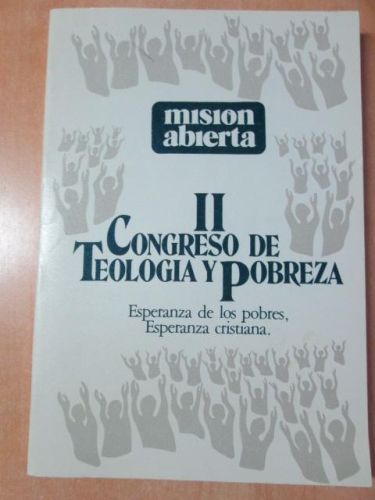 mision
abierta
II
CONGRESO DE
TEOLOGIA Y POBREZA
Esperanza de los pobres,
Esperanza cristiana.